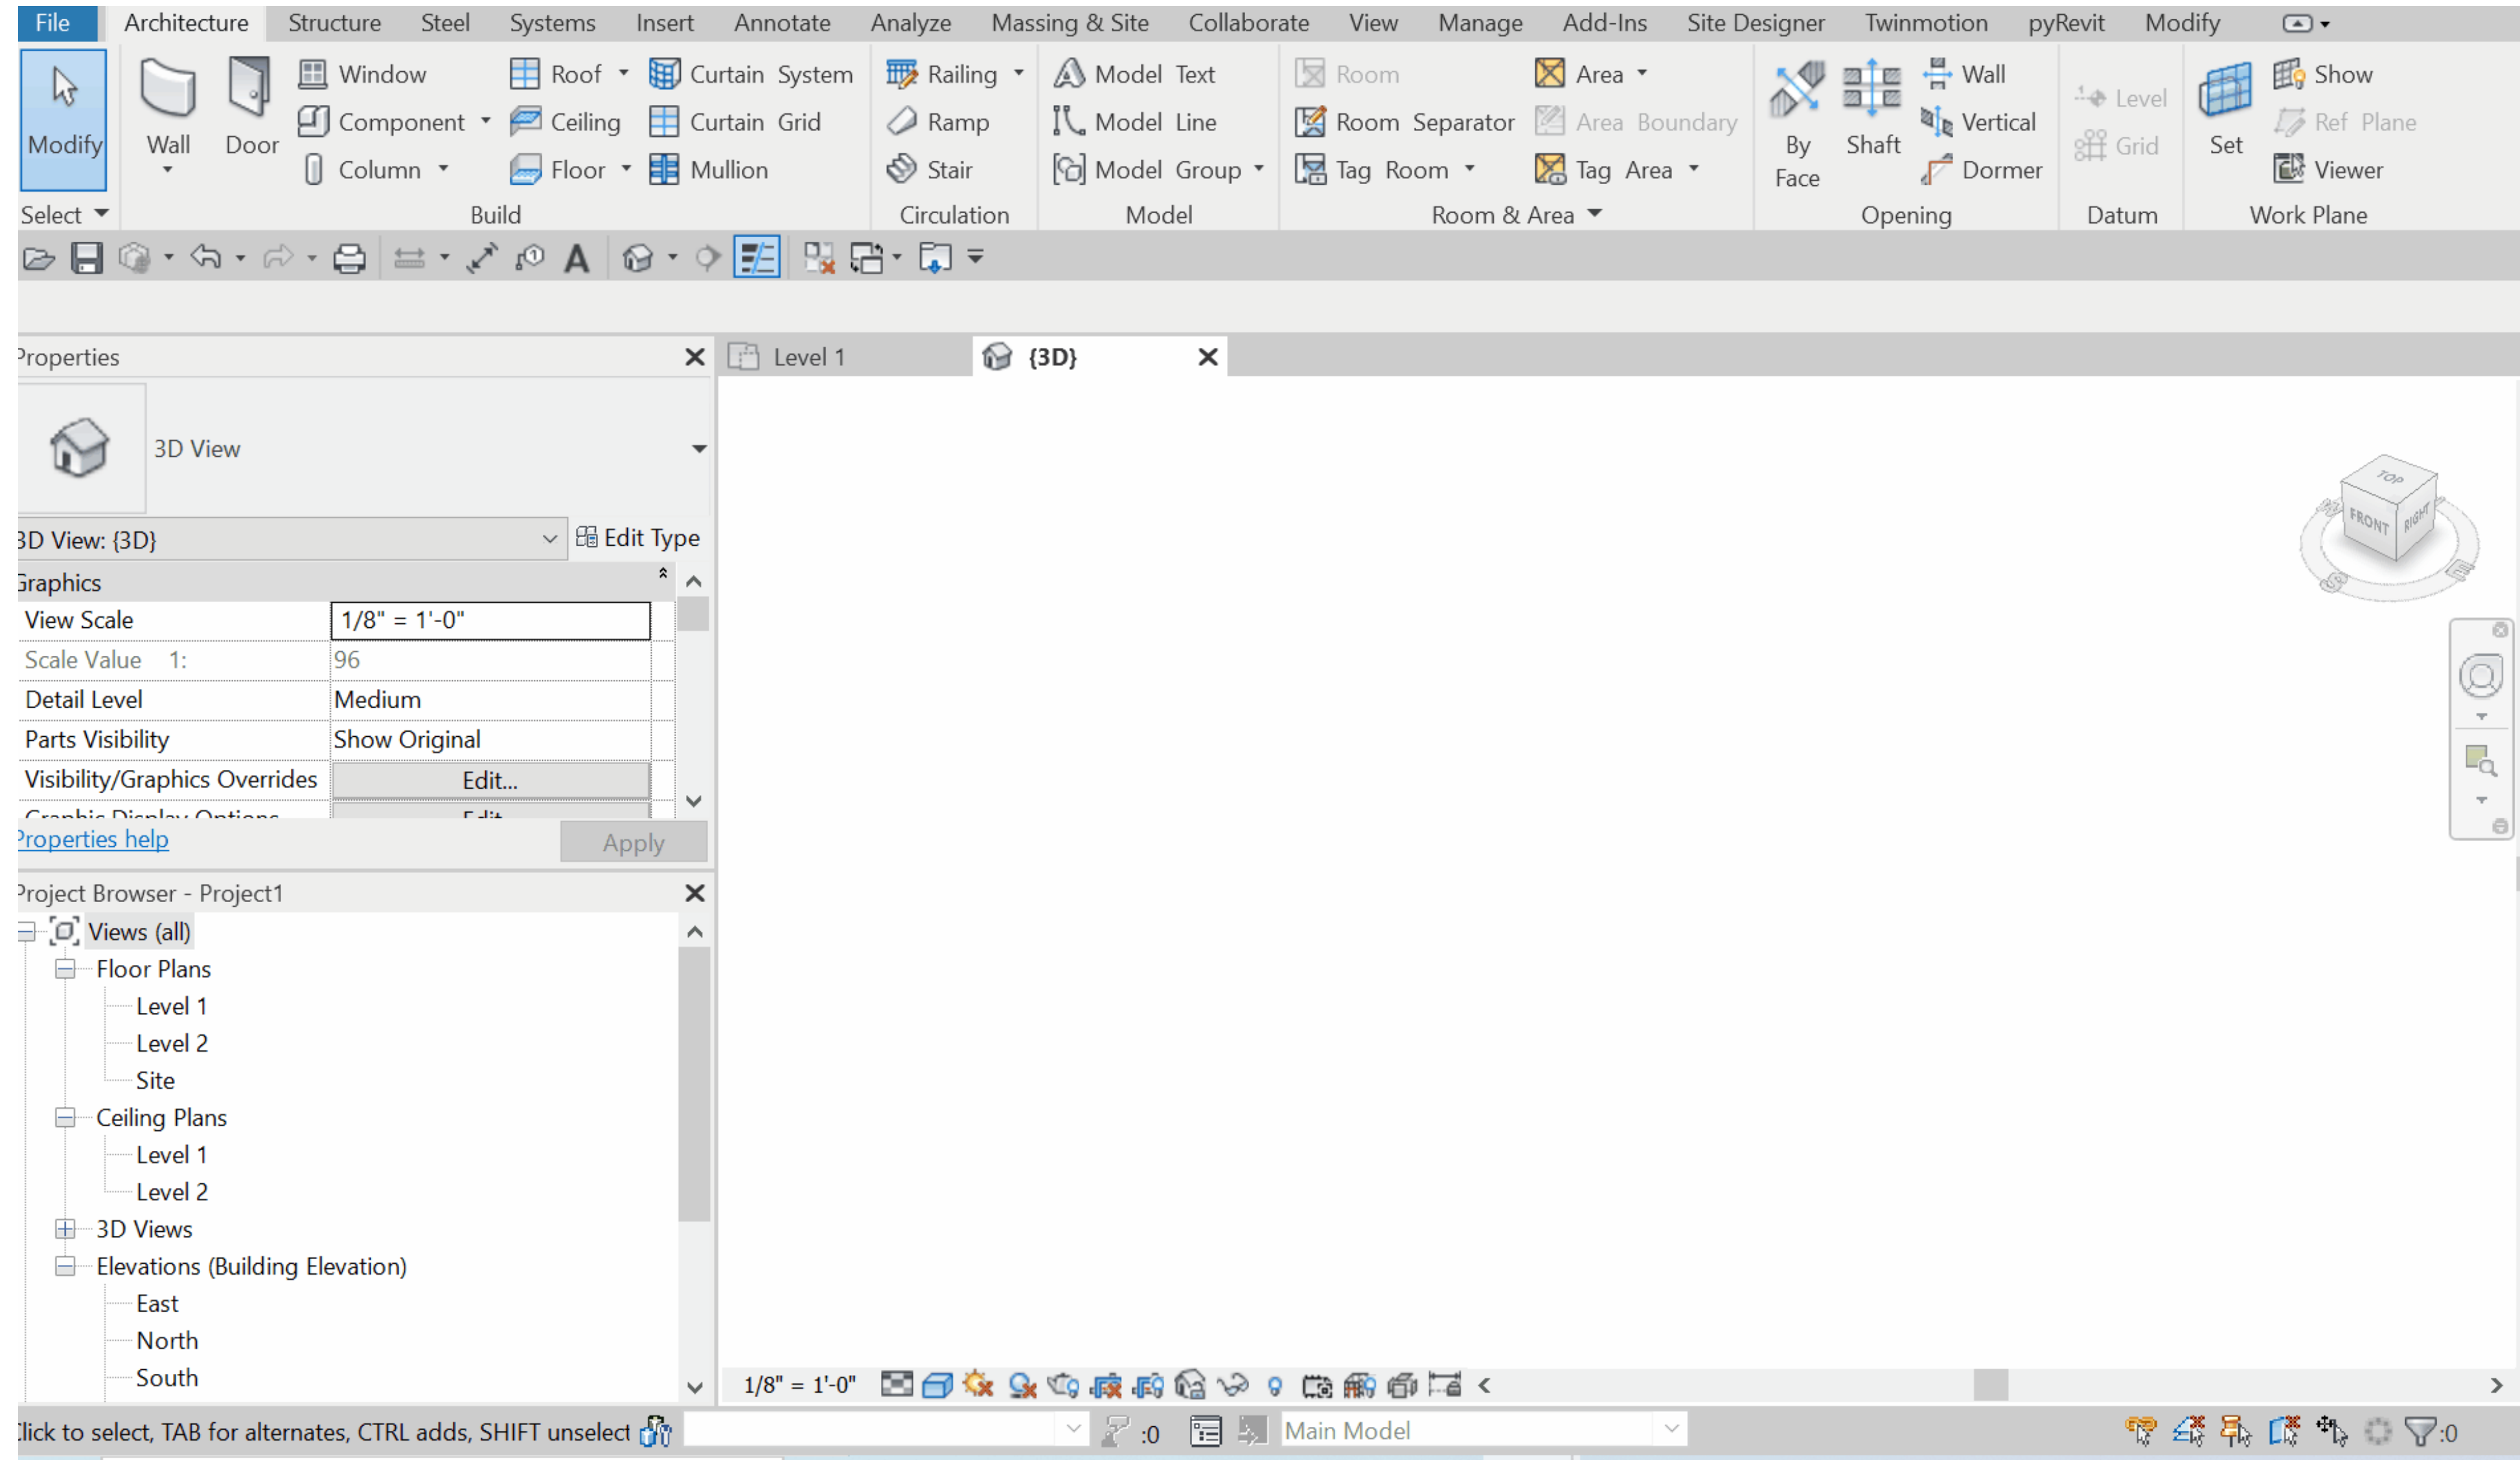 File Architecture Structure Steel Systems Insert Annotate Analyze Massing & Site Collaborate View Manage Add-Ins Site Designer Twinmotion pyRevit Modify
Modify
Wall
Door
Window
Component
Column
Roof
Ceiling
Floor
Curtain System
Curtain Grid
Mullion
Railing
Ramp
Stair
Model Text
Model Line
Model Group
Room
Room Separator
Tag Room
Area
Area Boundary
Tag Area
By
Face
Shaft
Wall
Vertical
Dormer
Level
Grid
Set
Show
Ref Plane
Viewer
Select Build Circulation Model Room & Area Opening Datum Work Plane
Properties
Level 1
{3D}
3D View
3D View: {3D}
Edit Type
Graphics
View Scale 1/8" = 1'-0"
Scale Value 1: 96
Detail Level Medium
Parts Visibility Show Original
Visibility/Graphics Overrides Edit...
Graphic Display Options Edit
Properties help
Apply
TOP
FRONT
RIGHT
S
E
Project Browser - Project1
Views (all)
Floor Plans
Level 1
Level 2
Site
Ceiling Plans
Level 1
Level 2
3D Views
Elevations (Building Elevation)
East
North
South
1/8" = 1'-0"
Click to select, TAB for alternates, CTRL adds, SHIFT unselect
:0
Main Model
:0